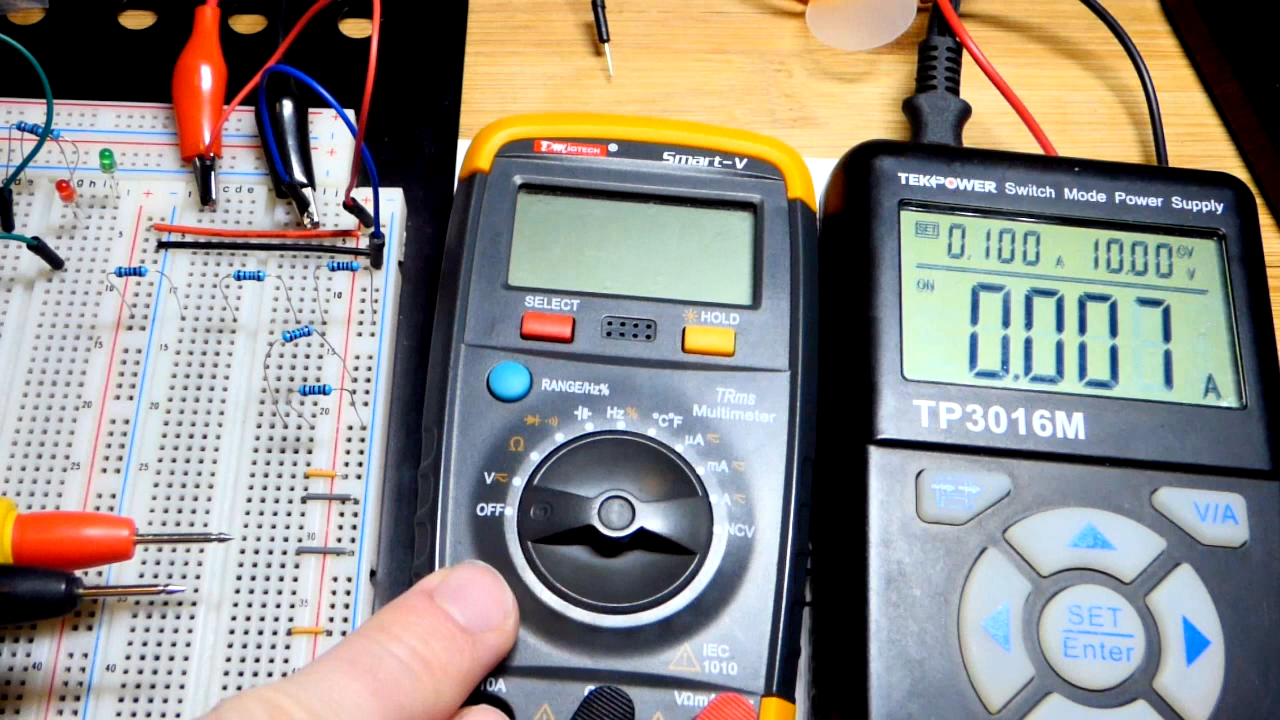 Smart-V
SELECT
HOLD
RANGE/Hz%
TRms
Multimeter
Hz%
°C°F
µA
mA
A
NCV
Ω
V
OFF
IEC
1010
10A
TEKPOWER Switch Mode Power Supply
SET 0.100 A 10.00 CV V
ON
0.007 A
TP3016M
V/A
SET
Enter